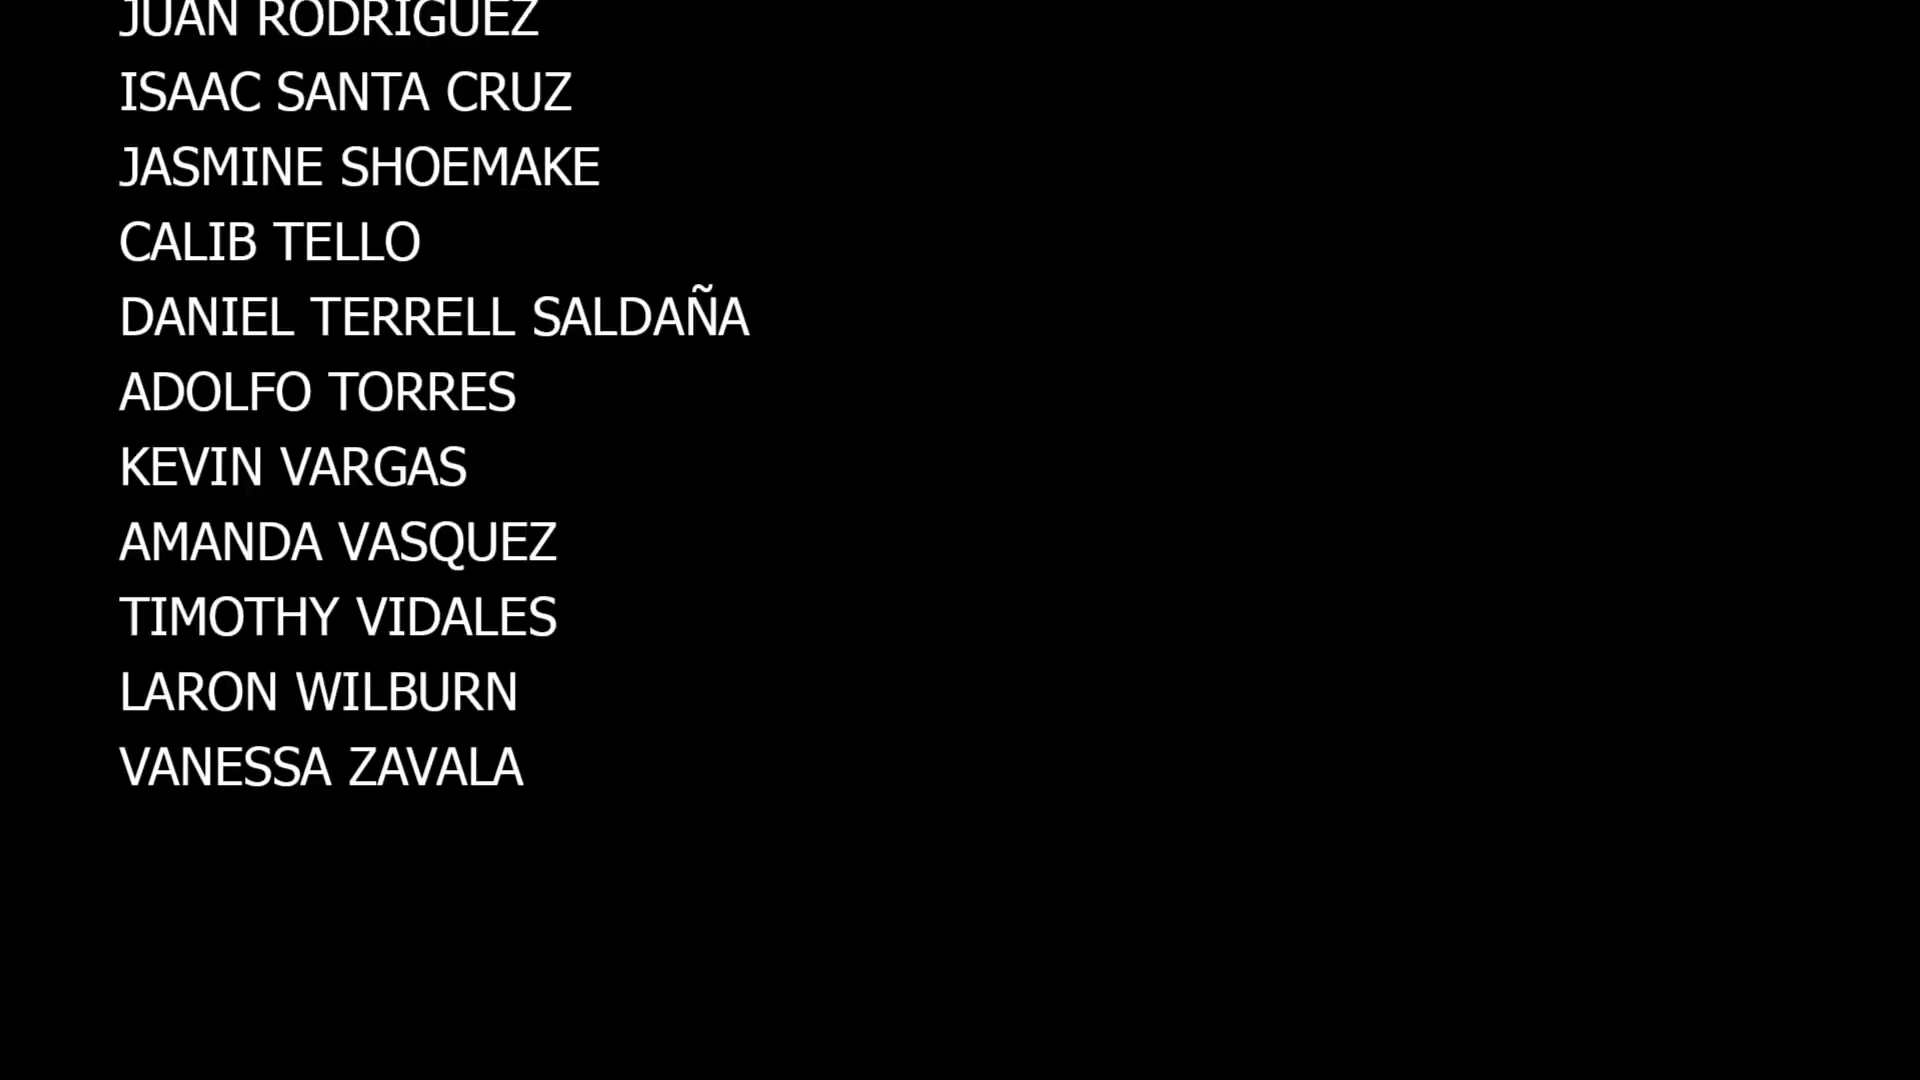 JUAN RODRIGUEZ
ISAAC SANTA CRUZ
JASMINE SHOEMAKE
CALIB TELLO
DANIEL TERRELL SALDAÑA
ADOLFO TORRES
KEVIN VARGAS
AMANDA VASQUEZ
TIMOTHY VIDALES
LARON WILBURN
VANESSA ZAVALA